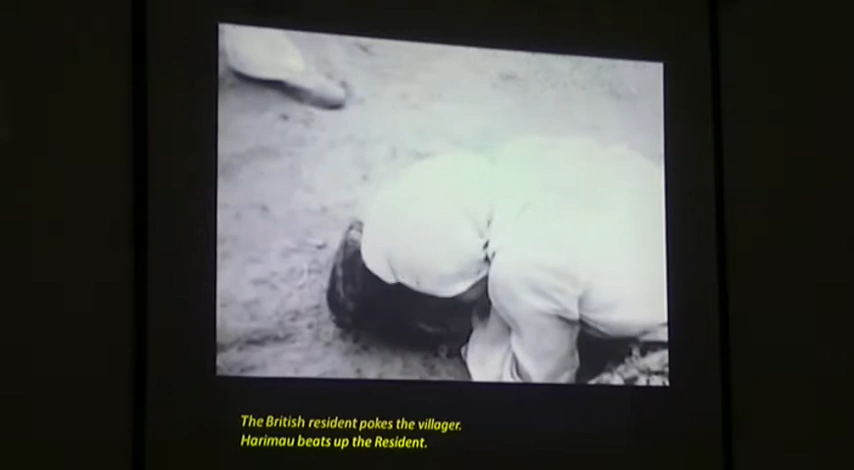 The British resident pokes the villager.
Harimau beats up the Resident.